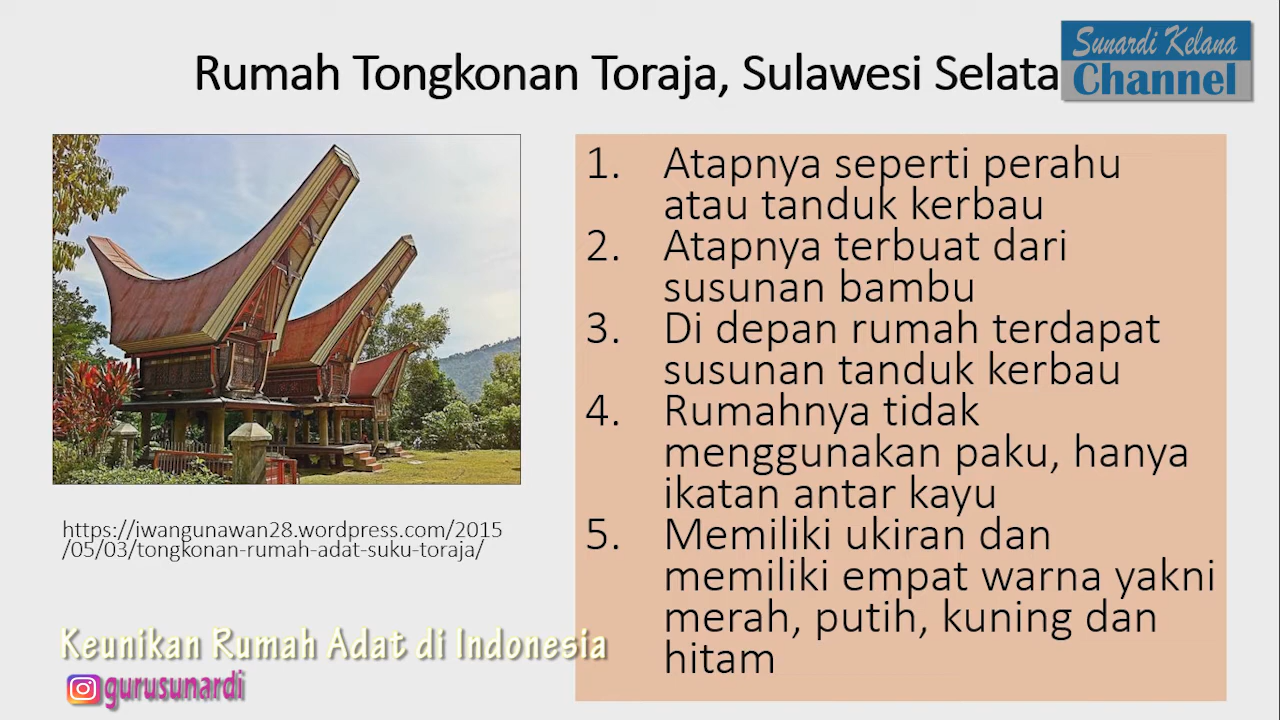 Rumah Tongkonan Toraja, Sulawesi Selata
Sunardi Kelana
Channel
1. Atapnya seperti perahu
atau tanduk kerbau
2. Atapnya terbuat dari
susunan bambu
3. Di depan rumah terdapat
susunan tanduk kerbau
4. Rumahnya tidak
menggunakan paku, hanya
ikatan antar kayu
5. Memiliki ukiran dan
memiliki empat warna yakni
merah, putih, kuning dan
hitam
https://iwangunawan28.wordpress.com/2015
/05/03/tongkonan-rumah-adat-suku-toraja/
Keunikan Rumah Adat di Indonesia
gurusunardi